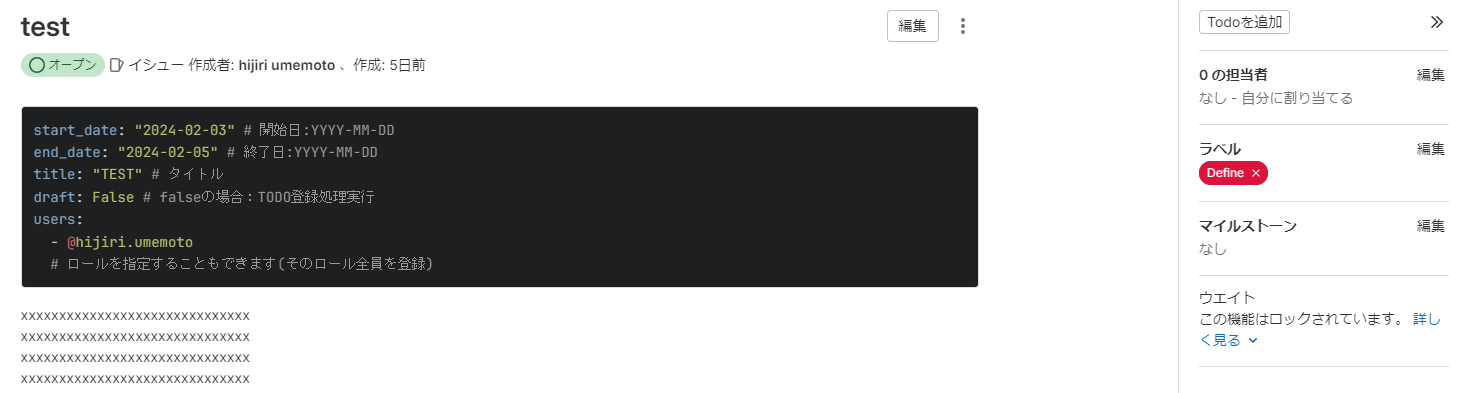 test
編集
オープン イシュー 作成者: hijiri umemoto 、作成: 5日前
start_date: "2024-02-03" # 開始日:YYYY-MM-DD
end_date: "2024-02-05" # 終了日:YYYY-MM-DD
title: "TEST" # タイトル
draft: False # falseの場合：TODO登録処理実行
users:
  - @hijiri.umemoto
  # ロールを指定することもできます(そのロール全員を登録)
xxxxxxxxxxxxxxxxxxxxxxxxxxxxxx
xxxxxxxxxxxxxxxxxxxxxxxxxxxxxx
xxxxxxxxxxxxxxxxxxxxxxxxxxxxxx
xxxxxxxxxxxxxxxxxxxxxxxxxxxxxx
Todoを追加
0 の担当者 編集
なし - 自分に割り当てる
ラベル 編集
Define ×
マイルストーン 編集
なし
ウエイト
この機能はロックされています。 詳し
く見る